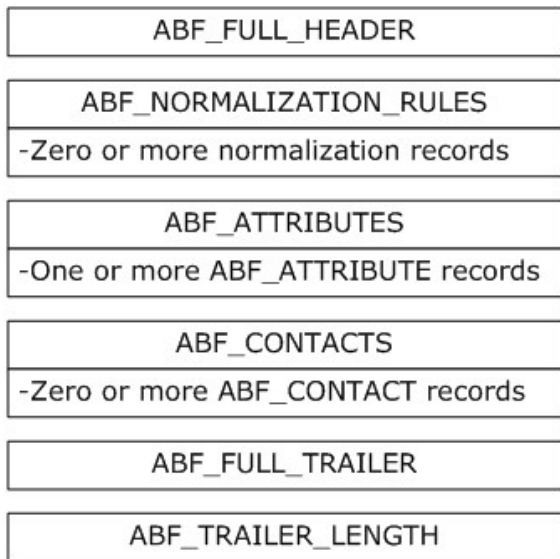 ABF_FULL_HEADER
ABF_NORMALIZATION_RULES
-Zero or more normalization records
ABF_ATTRIBUTES
-One or more ABF_ATTRIBUTE records
ABF_CONTACTS
-Zero or more ABF_CONTACT records
ABF_FULL_TRAILER
ABF_TRAILER_LENGTH